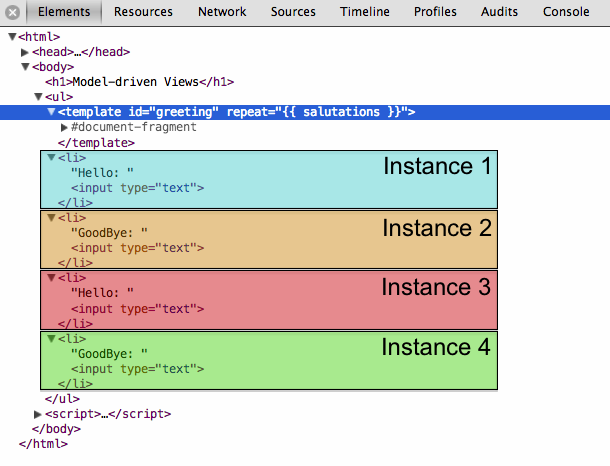 Elements Resources Network Sources Timeline Profiles Audits Console
▼<html>
▶<head>…</head>
▼<body>
<h1>Model-driven Views</h1>
▼<ul>
▼<template id="greeting" repeat="{{ salutations }}">
▶#document-fragment
</template>
▼<li> Instance 1
"Hello: "
<input type="text">
</li>
▼<li> Instance 2
"GoodBye: "
<input type="text">
</li>
▼<li> Instance 3
"Hello: "
<input type="text">
</li>
▼<li> Instance 4
"GoodBye: "
<input type="text">
</li>
</ul>
▶<script>…</script>
</body>
</html>